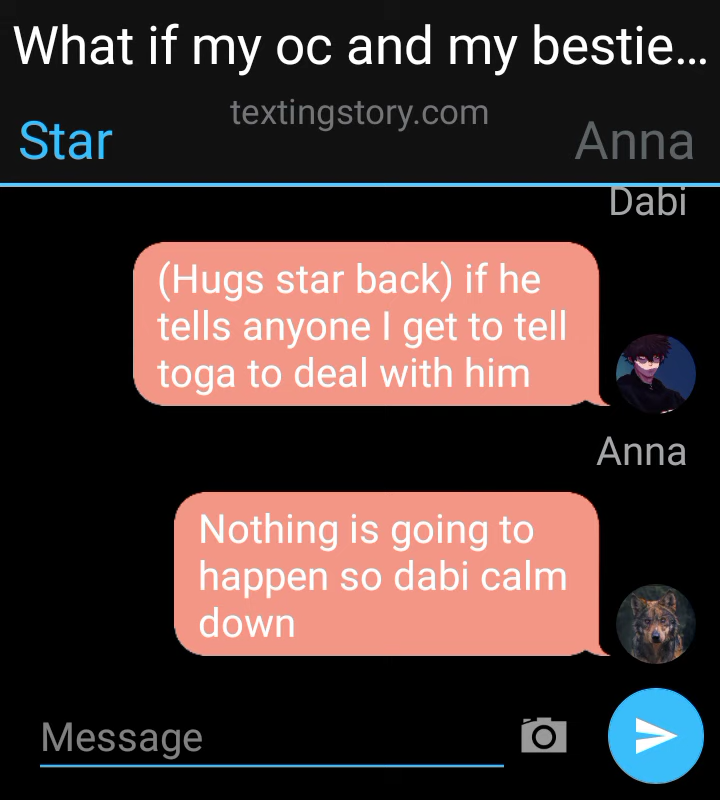 What if my oc and my bestie...
textingstory.com
Star
Anna
Dabi
(Hugs star back) if he
tells anyone I get to tell
toga to deal with him
Anna
Nothing is going to
happen so dabi calm
down
Message